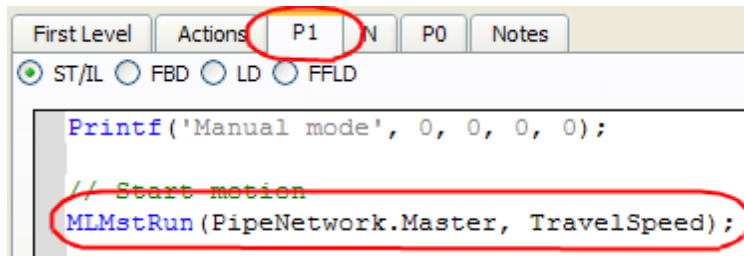 First Level Actions P1 N P0 Notes
ST/IL FBD LD FFLD
Printf('Manual mode', 0, 0, 0, 0);
// Start motion
MLMstRun(PipeNetwork.Master, TravelSpeed);